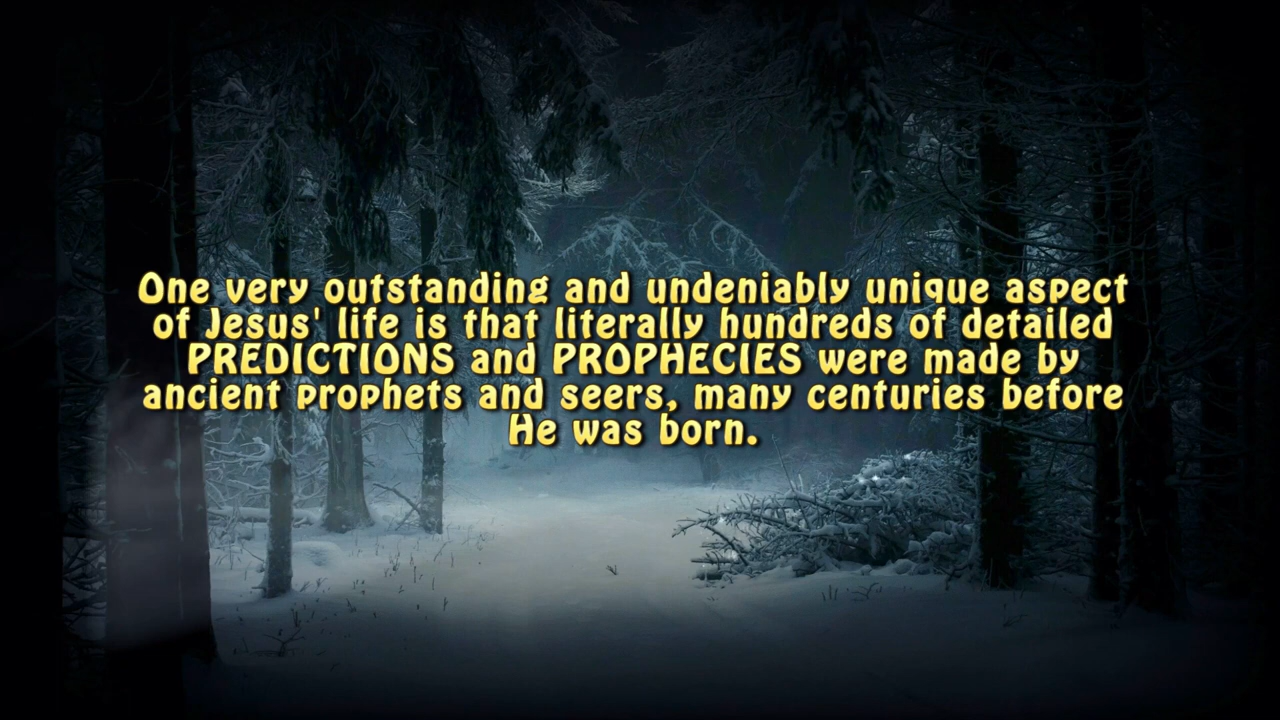 One very outstanding and undeniably unique aspect
of Jesus' life is that literally hundreds of detailed
PREDICTIONS and PROPHECIES were made by
ancient prophets and seers, many centuries before
He was born.